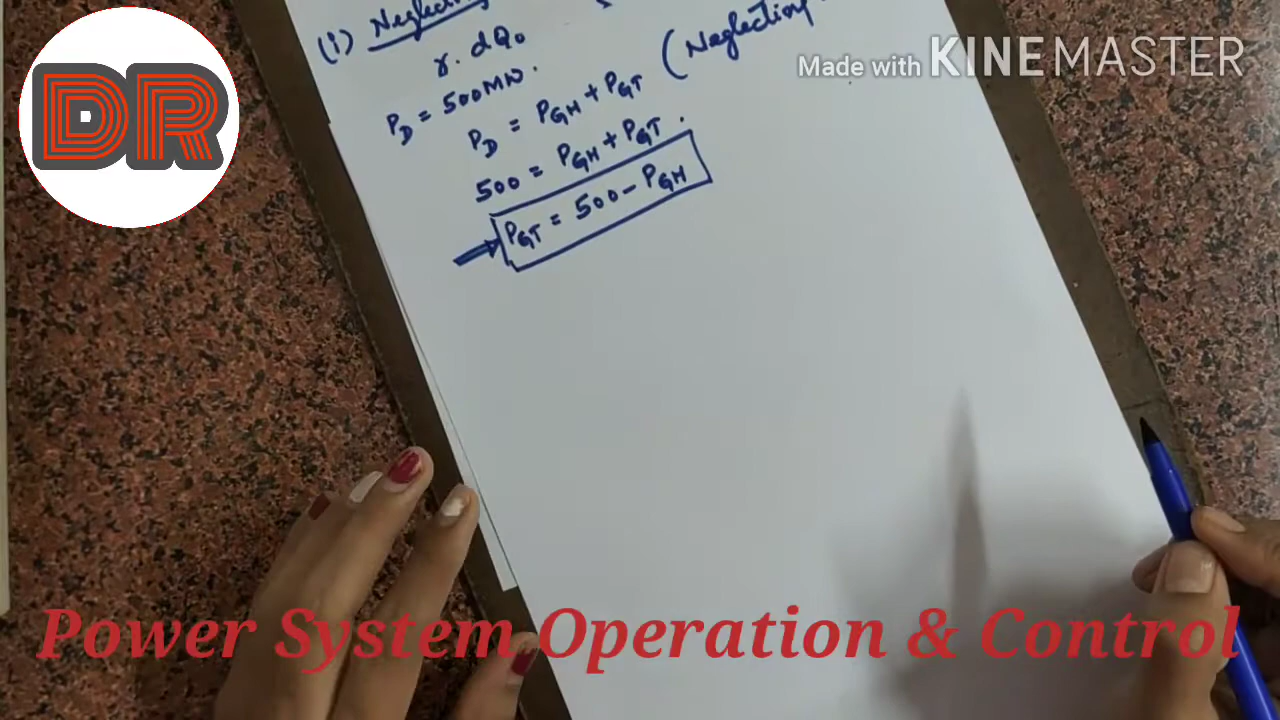 (i) Neglecting
γ. dQ₀
P_D = 500MW.
P_D = P_GH + P_GT (Neglecting
500 = P_GH + P_GT.
P_GT = 500 - P_GH
DR
Made with KINEMASTER
Power System Operation & Control